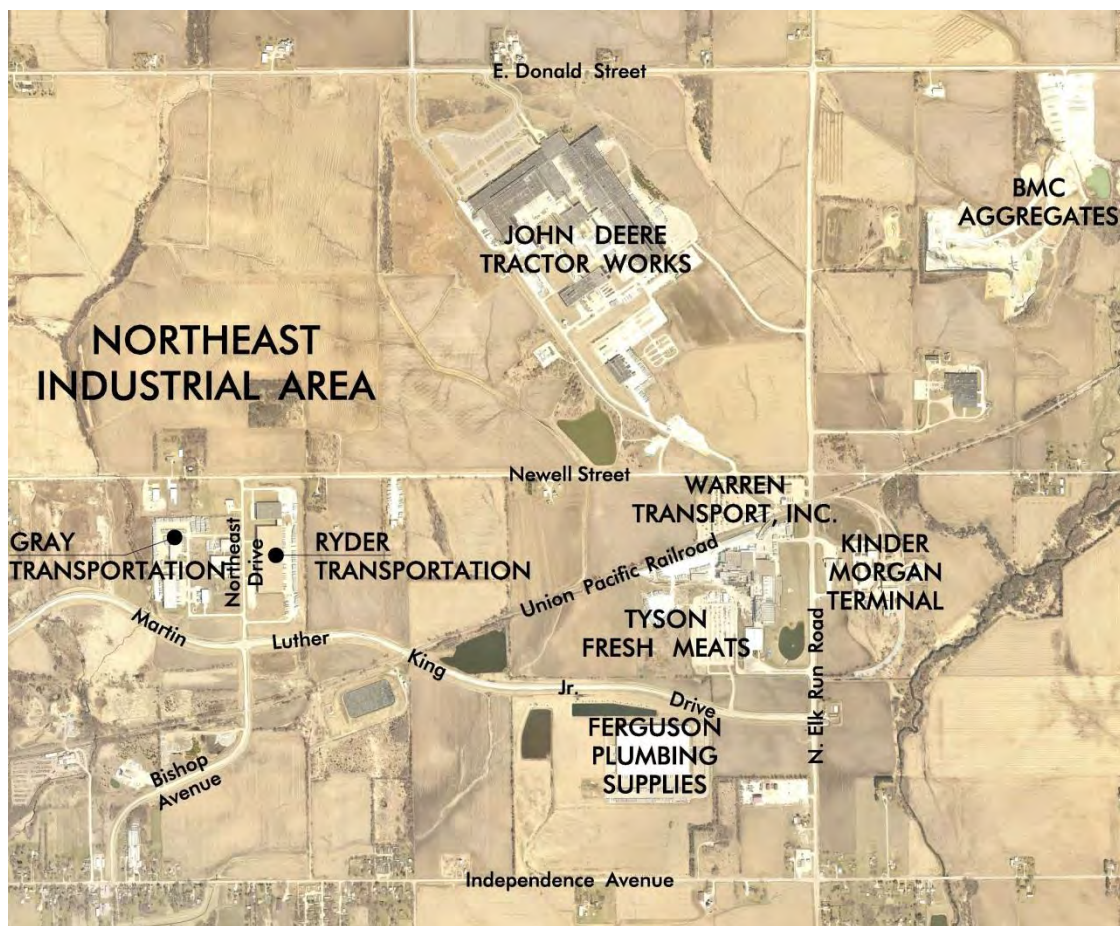 E. Donald Street
BMC
AGGREGATES
JOHN DEERE
TRACTOR WORKS
NORTHEAST
INDUSTRIAL AREA
Newell Street
WARREN
TRANSPORT, INC.
GRAY
TRANSPORTATION
Northeast
Drive
RYDER
TRANSPORTATION
Union Pacific Railroad
KINDER
MORGAN
TERMINAL
TYSON
FRESH MEATS
Martin
Luther
King
Jr.
Drive
N. Elk Run Road
FERGUSON
PLUMBING
SUPPLIES
Bishop
Avenue
Independence Avenue